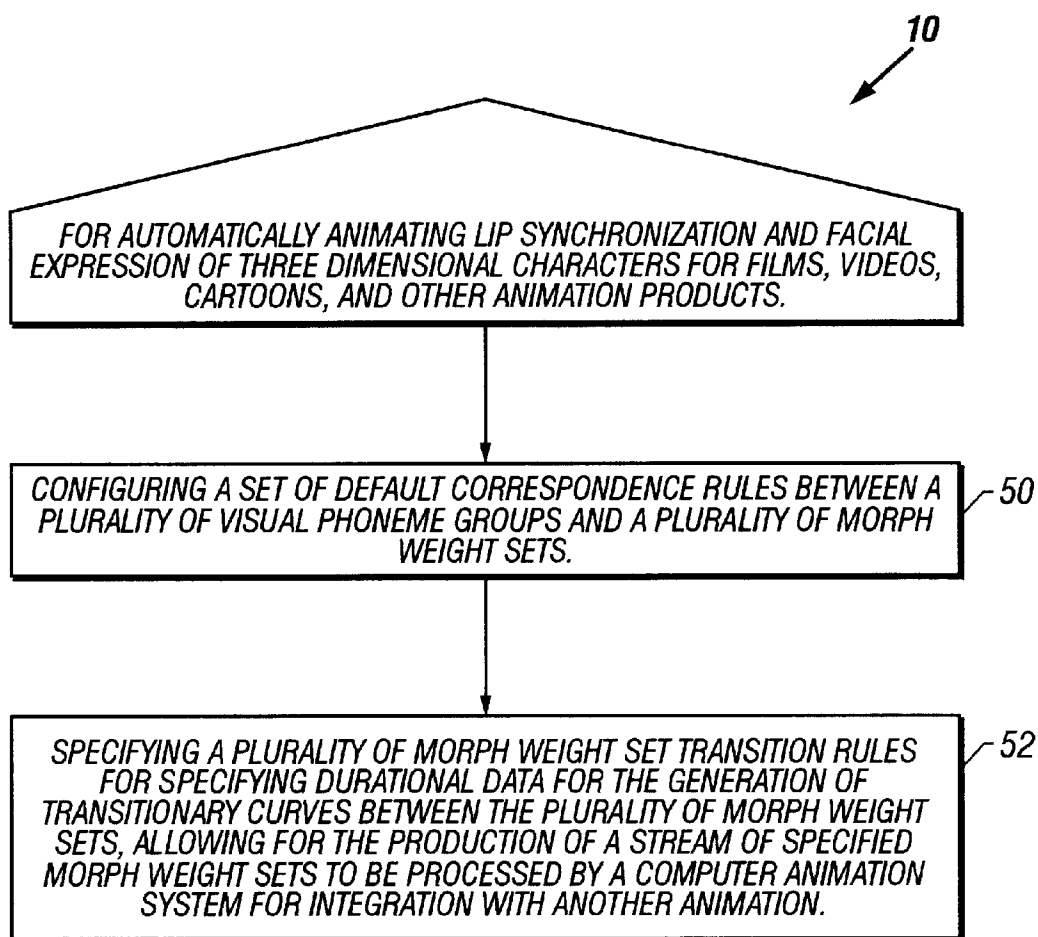 10
FOR AUTOMATICALLY ANIMATING LIP SYNCHRONIZATION AND FACIAL
EXPRESSION OF THREE DIMENSIONAL CHARACTERS FOR FILMS, VIDEOS,
CARTOONS, AND OTHER ANIMATION PRODUCTS.
CONFIGURING A SET OF DEFAULT CORRESPONDENCE RULES BETWEEN A
PLURALITY OF VISUAL PHONEME GROUPS AND A PLURALITY OF MORPH
WEIGHT SETS.
50
SPECIFYING A PLURALITY OF MORPH WEIGHT SET TRANSITION RULES
FOR SPECIFYING DURATIONAL DATA FOR THE GENERATION OF
TRANSITIONARY CURVES BETWEEN THE PLURALITY OF MORPH WEIGHT
SETS, ALLOWING FOR THE PRODUCTION OF A STREAM OF SPECIFIED
MORPH WEIGHT SETS TO BE PROCESSED BY A COMPUTER ANIMATION
SYSTEM FOR INTEGRATION WITH ANOTHER ANIMATION.
52